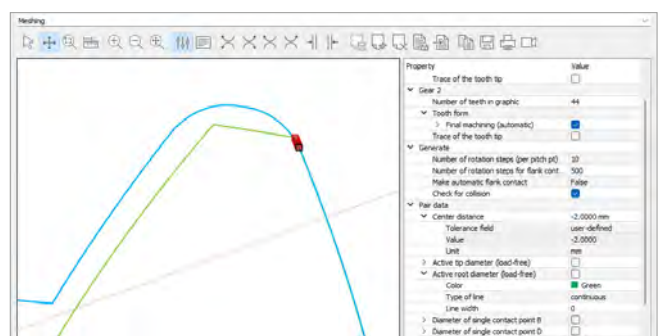 Meshing
Property Value
Trace of the tooth tip
Gear 2
Number of teeth in graphic 44
Tooth form
Final machining (automatic)
Trace of the tooth tip
Generate
Number of rotation steps (per pitch pt) 10
Number of rotation steps for flank cont 500
Make automatic flank contact False
Check for collision
Pair data
Center distance -2.0000 mm
Tolerance field user-defined
Value -2.0000
Unit mm
Active tip diameter (load-free)
Active root diameter (load-free)
Color Green
Type of line continuous
Line width 0
Diameter of single contact point B
Diameter of single contact point D